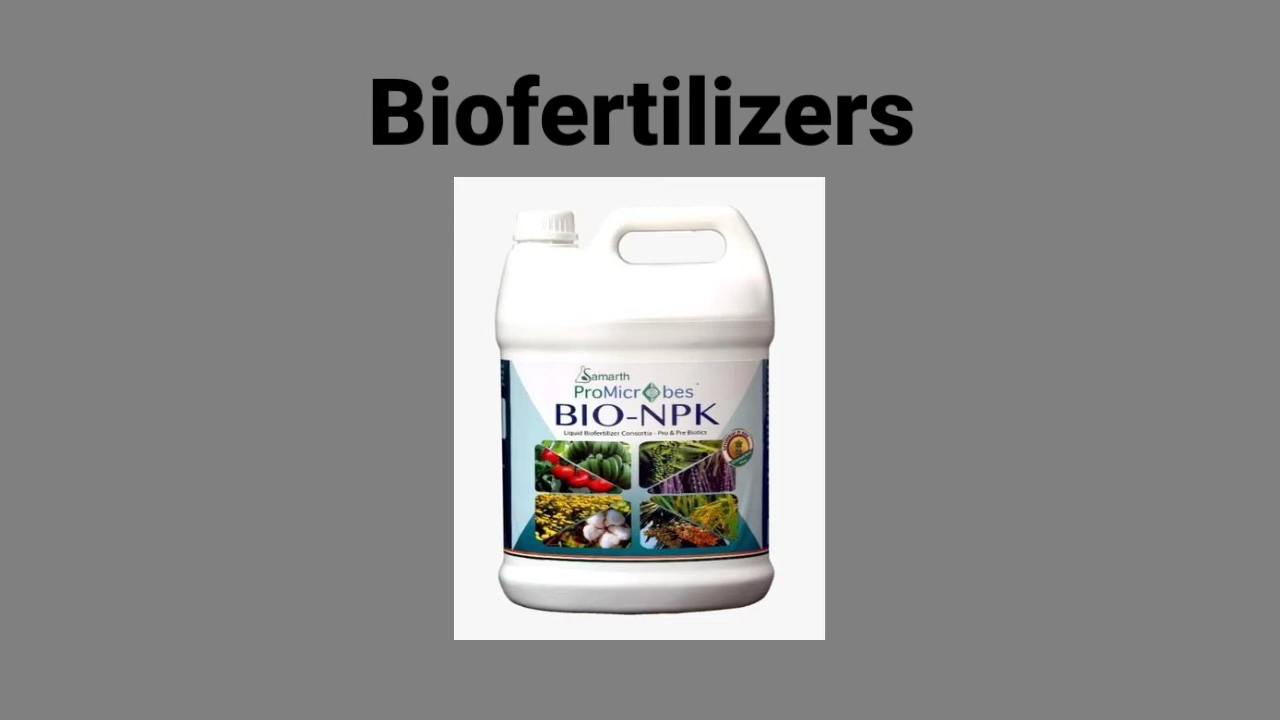 Biofertilizers
Samarth
ProMicrobes
BIO-NPK
Liquid Biofertilizer Consortia - Pro & Pre Biotics